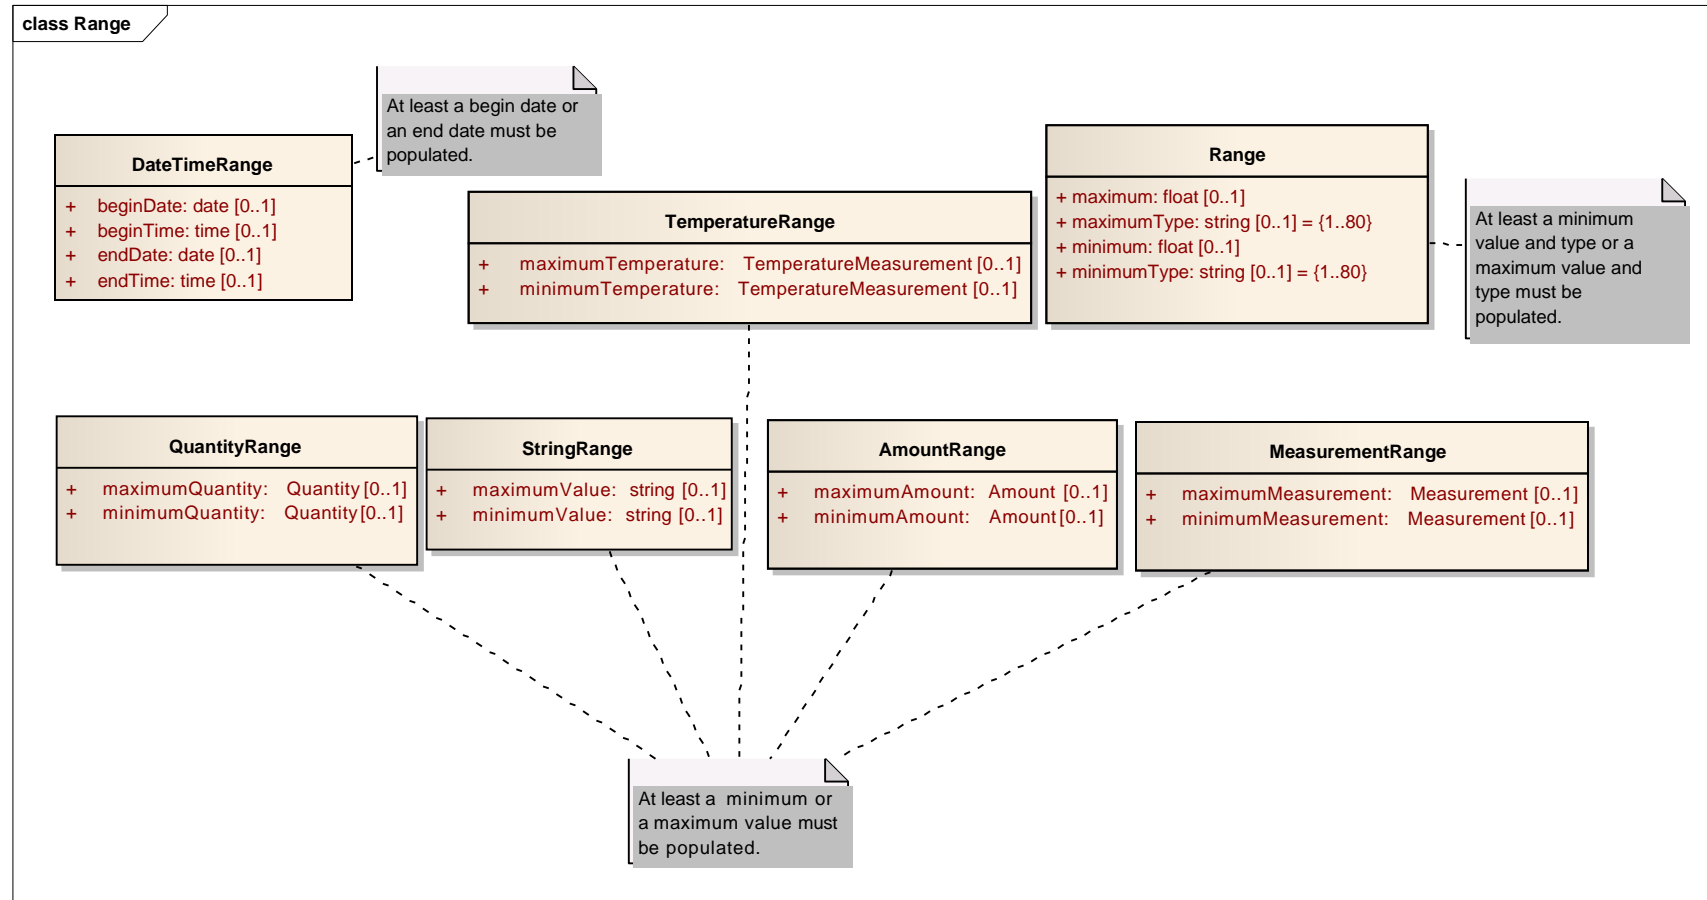 class Range
At least a begin date or
an end date must be
populated.
DateTimeRange
+ beginDate: date [0..1]
+ beginTime: time [0..1]
+ endDate: date [0..1]
+ endTime: time [0..1]
TemperatureRange
+ maximumTemperature: TemperatureMeasurement [0..1]
+ minimumTemperature: TemperatureMeasurement [0..1]
Range
+ maximum: float [0..1]
+ maximumType: string [0..1] = {1..80}
+ minimum: float [0..1]
+ minimumType: string [0..1] = {1..80}
At least a minimum
value and type or a
maximum value and
type must be
populated.
QuantityRange
+ maximumQuantity: Quantity [0..1]
+ minimumQuantity: Quantity [0..1]
StringRange
+ maximumValue: string [0..1]
+ minimumValue: string [0..1]
AmountRange
+ maximumAmount: Amount [0..1]
+ minimumAmount: Amount [0..1]
MeasurementRange
+ maximumMeasurement: Measurement [0..1]
+ minimumMeasurement: Measurement [0..1]
At least a minimum or
a maximum value must
be populated.